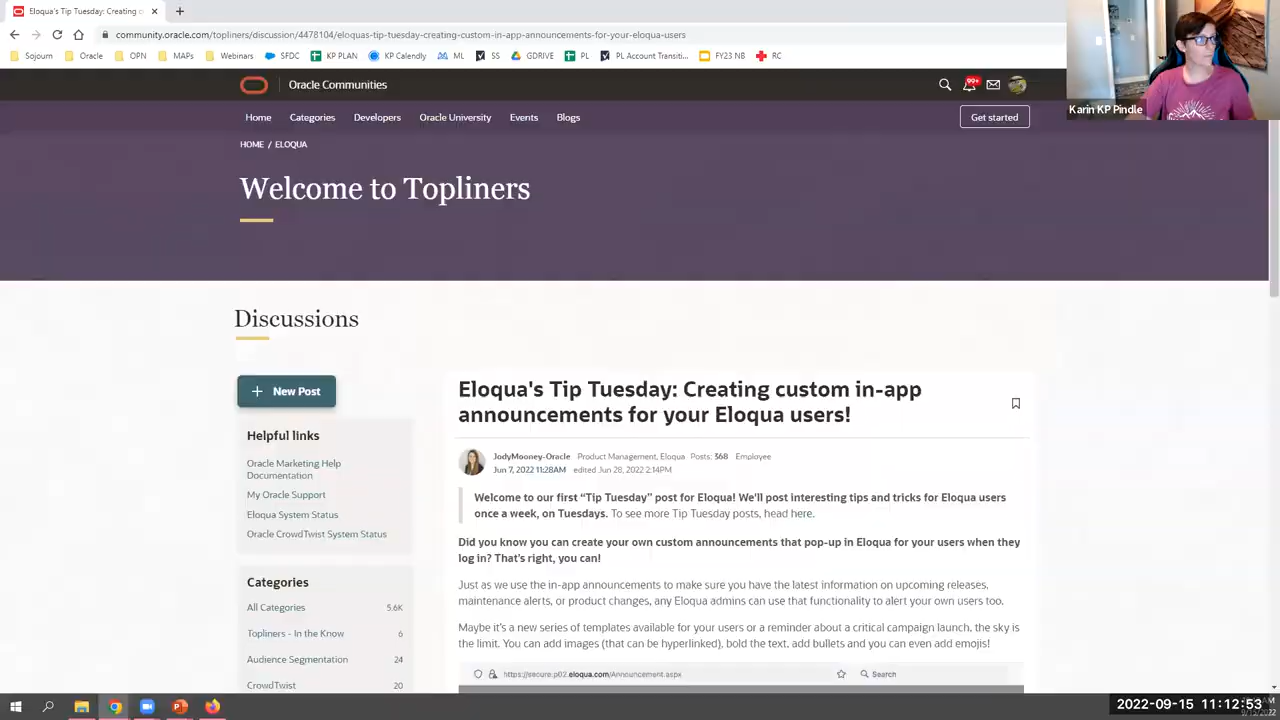 Eloqua's Tip Tuesday: Creating c
community.oracle.com/topliners/discussion/4478104/eloquas-tip-tuesday-creating-custom-in-app-announcements-for-your-eloqua-users
Sojourn Oracle OPN MAPs Webinars SFDC KP PLAN KP Calendly ML SS GDRIVE PL PL Account Transiti... FY23 NB RC
Karin KP Pindle
Oracle Communities
99+
Home Categories Developers Oracle University Events Blogs Get started
HOME / ELOQUA
Welcome to Topliners
Discussions
+ New Post
Helpful links
Oracle Marketing Help
Documentation
My Oracle Support
Eloqua System Status
Oracle CrowdTwist System Status
Categories
All Categories 5.6K
Topliners - In the Know 6
Audience Segmentation 24
CrowdTwist 20
Eloqua's Tip Tuesday: Creating custom in-app
announcements for your Eloqua users!
JodyMooney-Oracle Product Management, Eloqua Posts: 368 Employee
Jun 7, 2022 11:28AM edited Jun 28, 2022 2:14PM
Welcome to our first “Tip Tuesday” post for Eloqua! We'll post interesting tips and tricks for Eloqua users
once a week, on Tuesdays. To see more Tip Tuesday posts, head here.
Did you know you can create your own custom announcements that pop-up in Eloqua for your users when they
log in? That's right, you can!
Just as we use the in-app announcements to make sure you have the latest information on upcoming releases,
maintenance alerts, or product changes, any Eloqua admins can use that functionality to alert your own users too.
Maybe it's a new series of templates available for your users or a reminder about a critical campaign launch, the sky is
the limit. You can add images (that can be hyperlinked), bold the text, add bullets and you can even add emojis!
https://secure.p02.eloqua.com/Announcement.aspx Search
2022-09-15 11:12:53